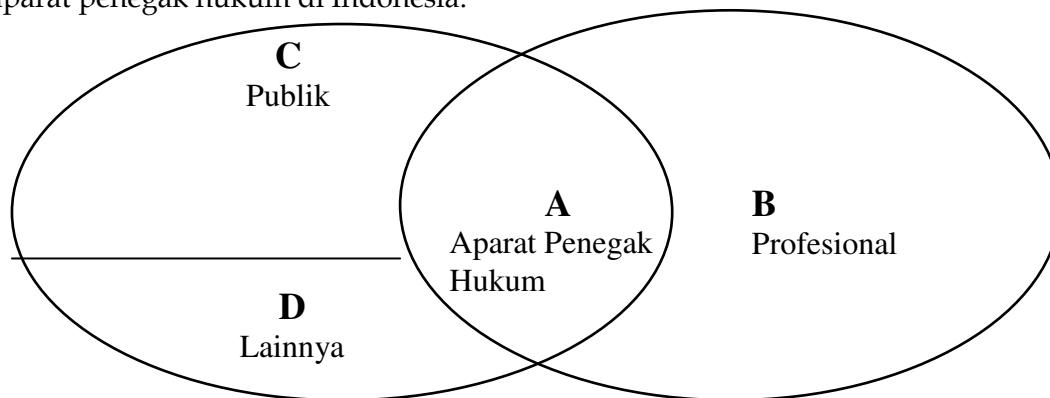 aparat penegak hukum di Indonesia.
C
Publik
A
Aparat Penegak
Hukum
B
Profesional
D
Lainnya